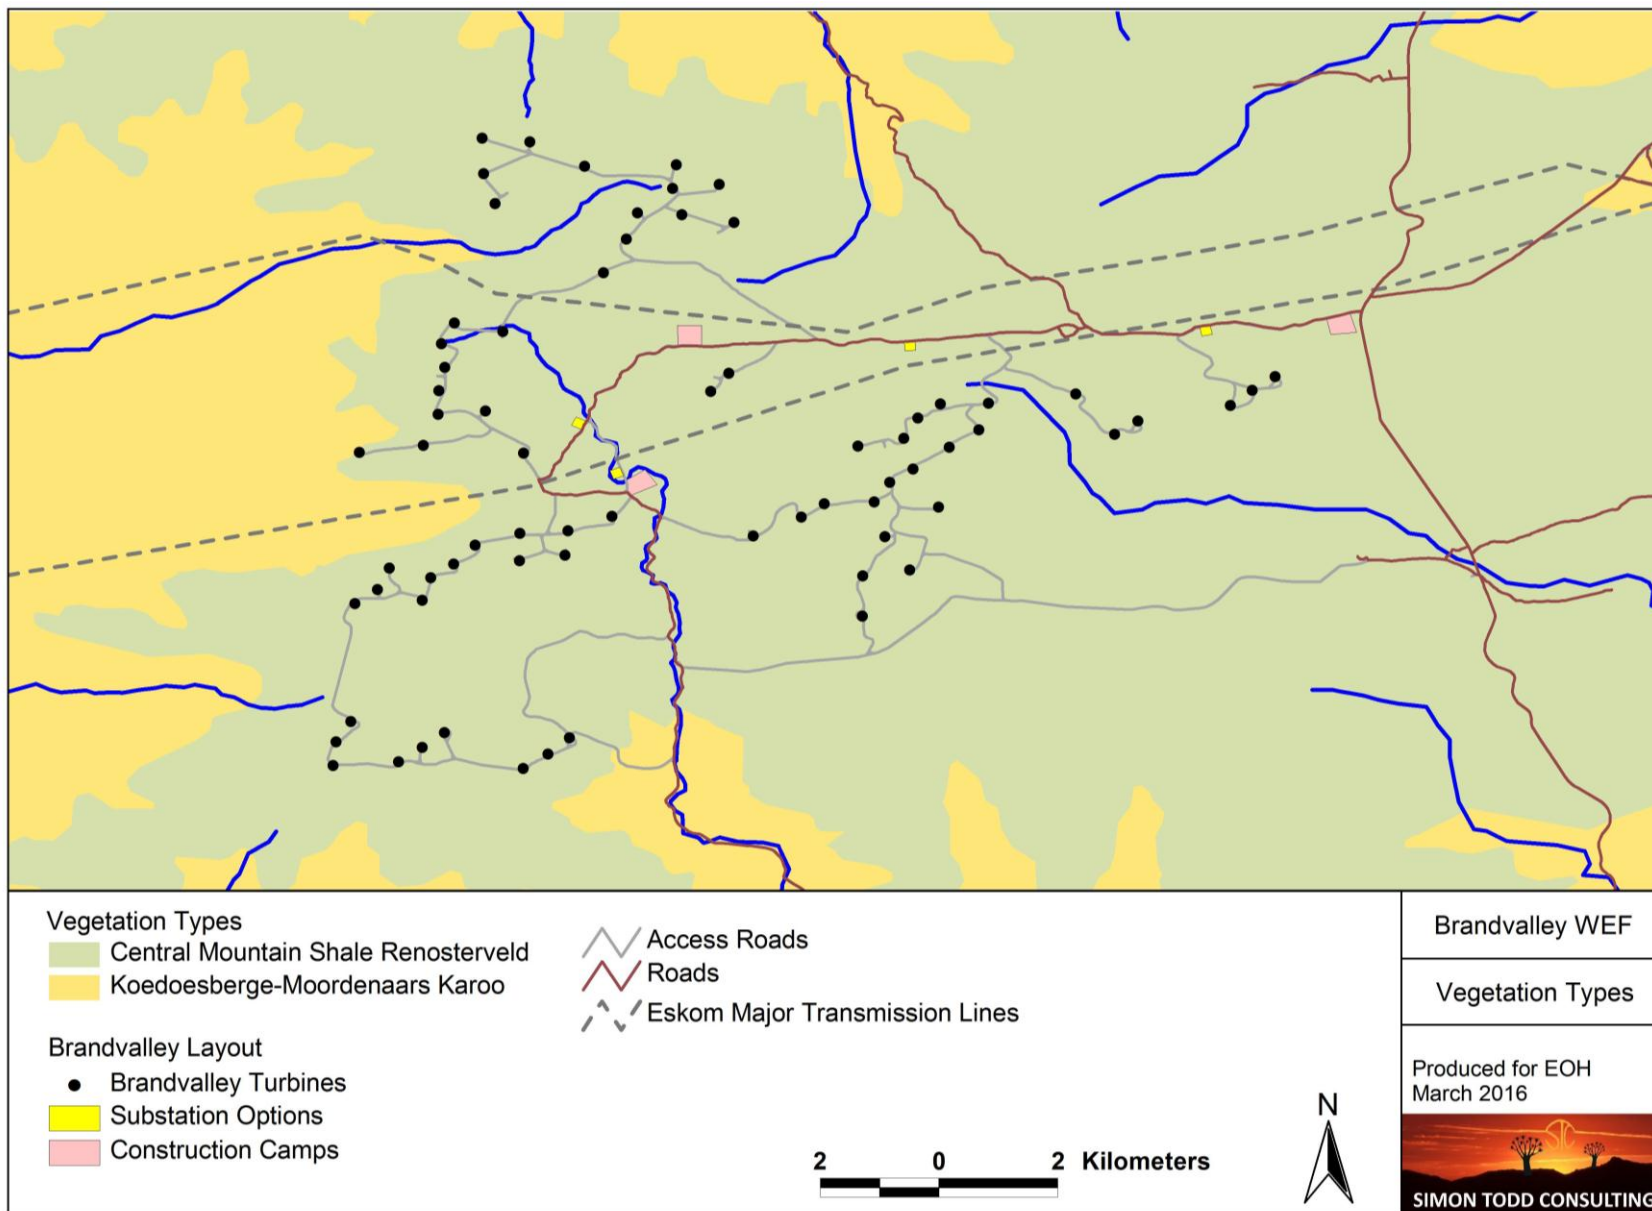 Vegetation Types
Central Mountain Shale Renosterveld
Koedoesberge-Moordenaars Karoo
Brandvalley Layout
Brandvalley Turbines
Substation Options
Construction Camps
Access Roads
Roads
Eskom Major Transmission Lines
2 0 2 Kilometers
N
Brandvalley WEF
Vegetation Types
Produced for EOH
March 2016
SIMON TODD CONSULTING